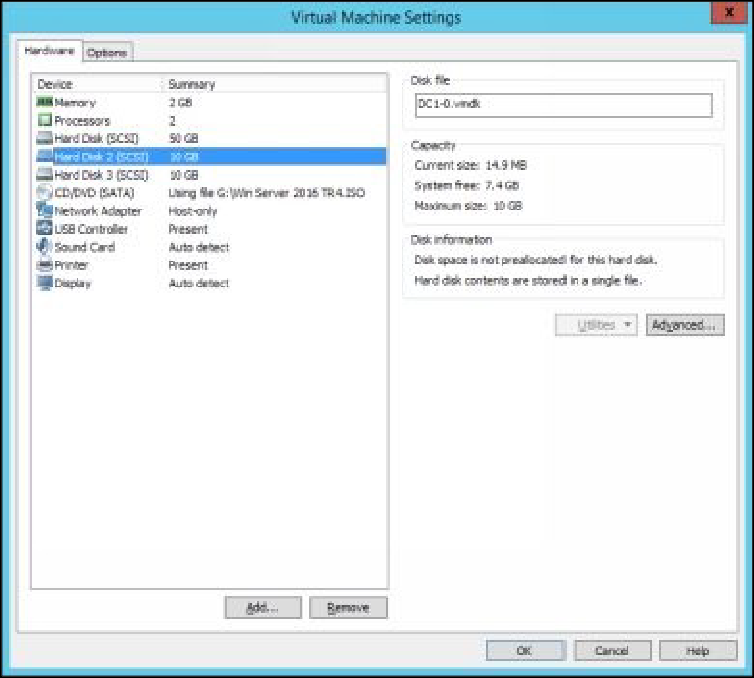 Virtual Machine Settings
x
Hardware Options
Device Summary
Memory 2 GB
Processors 2
Hard Disk (SCSI) 50 GB
Hard Disk 2 (SCSI) 10 GB
Hard Disk 3 (SCSI) 10 GB
CD/DVD (SATA) Using file G:\Win Server 2016 TR4.ISO
Network Adapter Host-only
USB Controller Present
Sound Card Auto detect
Printer Present
Display Auto detect
Add... Remove
Disk file
DC1-0.vmdk
Capacity
Current size: 14.9 MB
System free: 7.4 GB
Maximum size: 10 GB
Disk information
Disk space is not preallocated for this hard disk.
Hard disk contents are stored in a single file.
Utilities Advanced...
OK Cancel Help